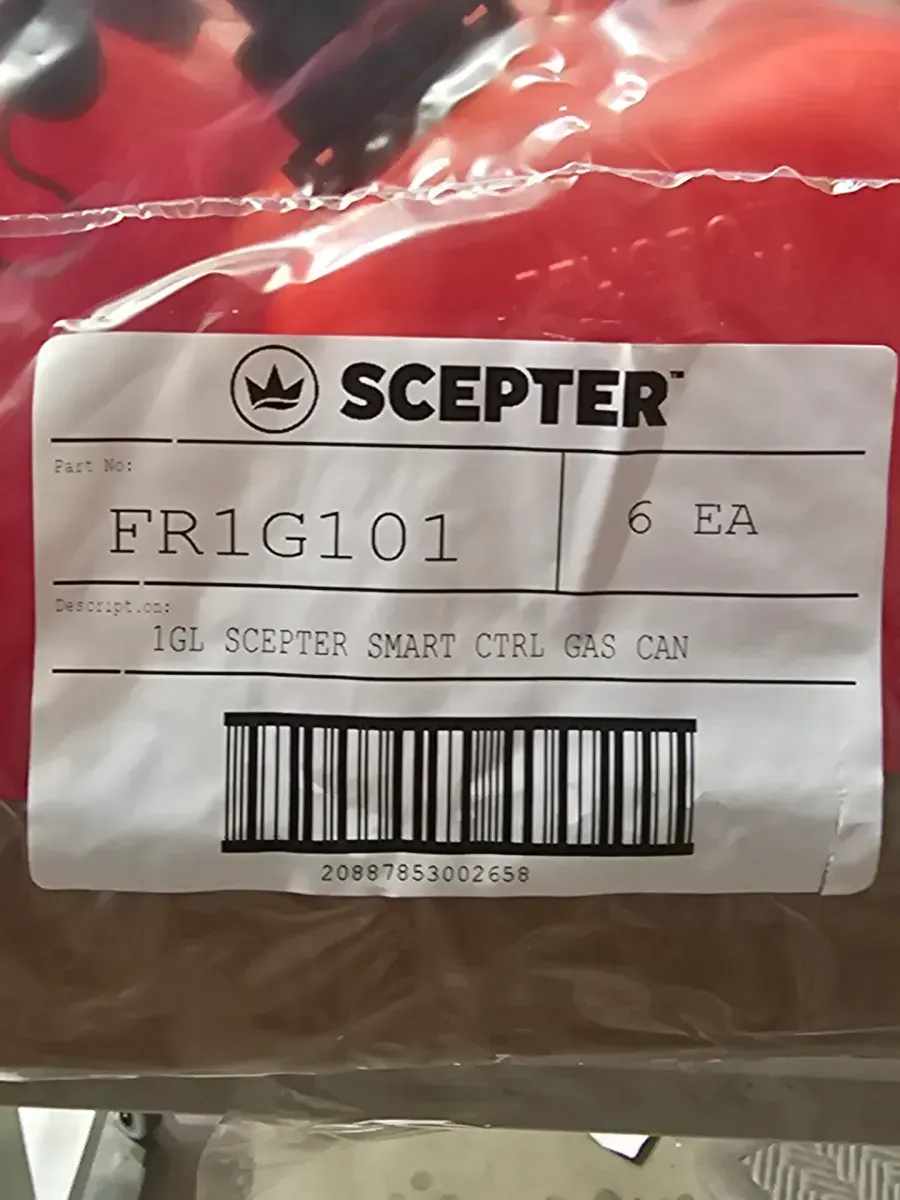 SCEPTER™
Part No:
FR1G101
6 EA
Description:
1GL SCEPTER SMART CTRL GAS CAN
20887853002658